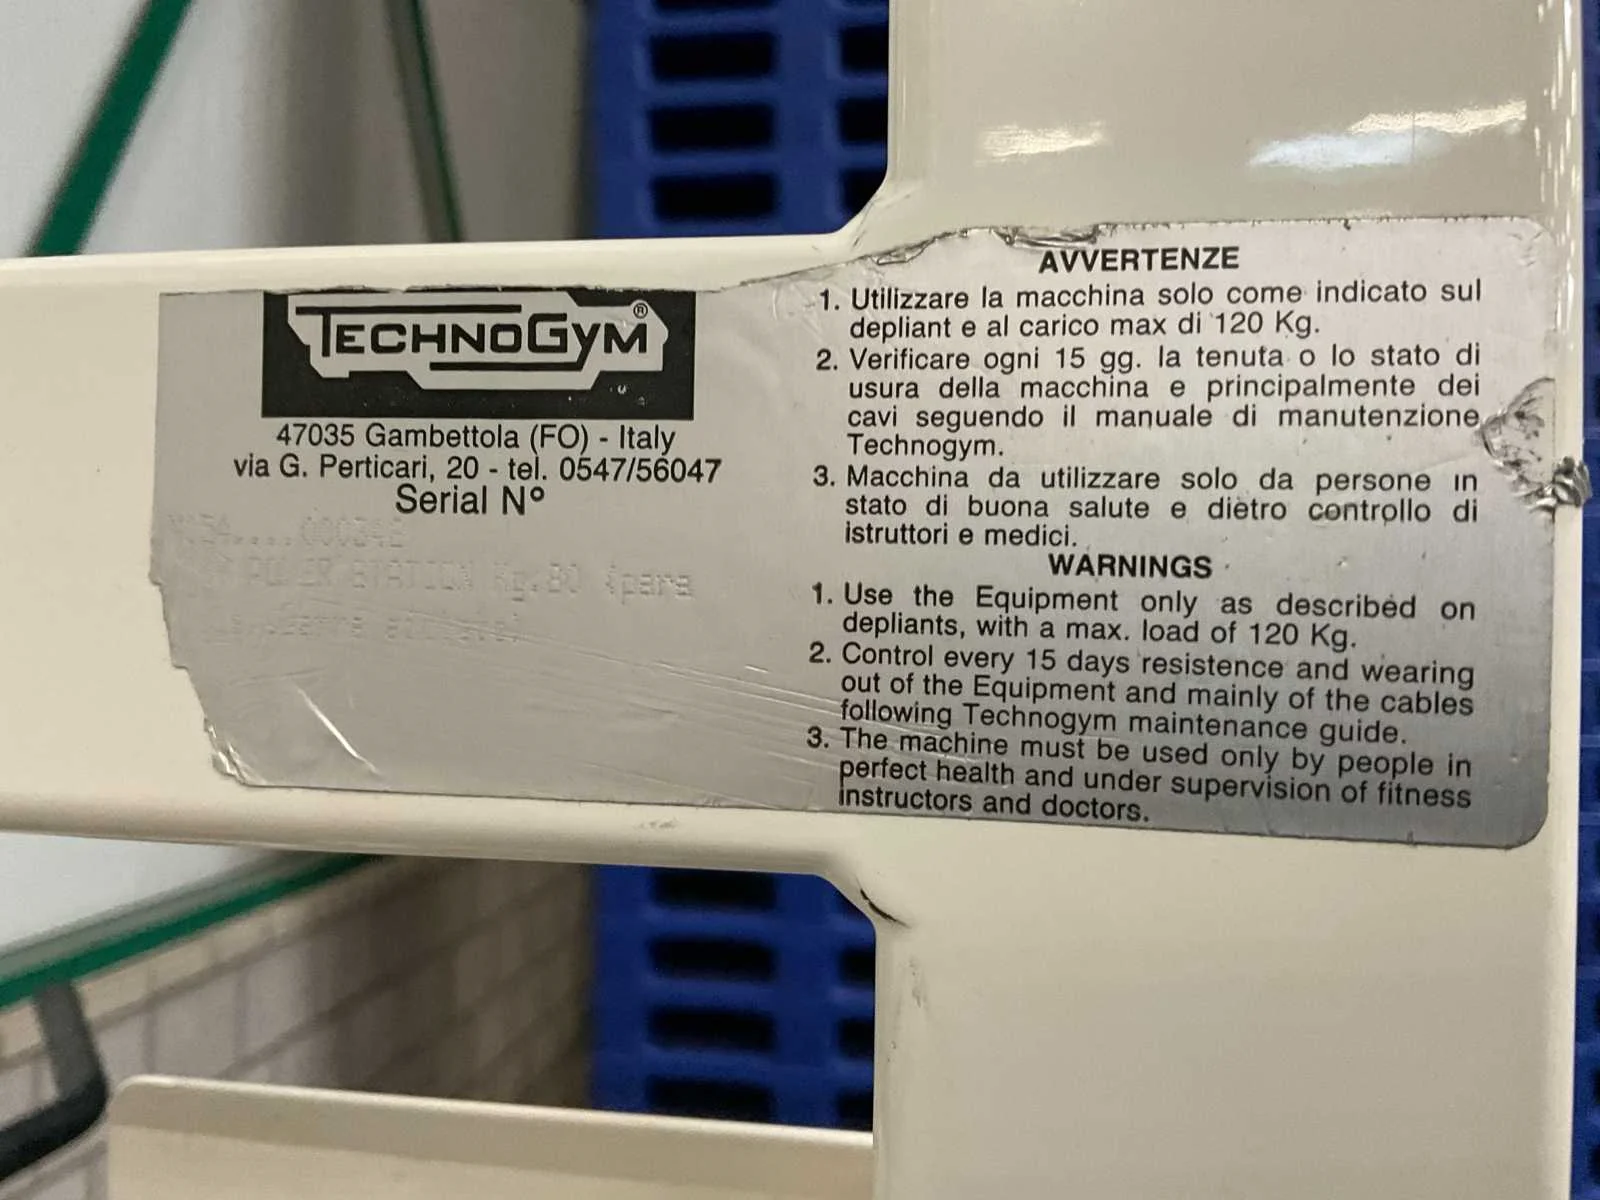 TECHNOGYM®
47035 Gambettola (FO) - Italy
via G. Perticari, 20 - tel. 0547/56047
Serial N°
POWER STATION Kg.80
AVVERTENZE
1. Utilizzare la macchina solo come indicato sul
depliant e al carico max di 120 Kg.
2. Verificare ogni 15 gg. la tenuta o lo stato di
usura della macchina e principalmente dei
cavi seguendo il manuale di manutenzione
Technogym.
3. Macchina da utilizzare solo da persone in
stato di buona salute e dietro controllo di
istruttori e medici.
WARNINGS
1. Use the Equipment only as described on
depliants, with a max. load of 120 Kg.
2. Control every 15 days resistence and wearing
out of the Equipment and mainly of the cables
following Technogym maintenance guide.
3. The machine must be used only by people in
perfect health and under supervision of fitness
instructors and doctors.